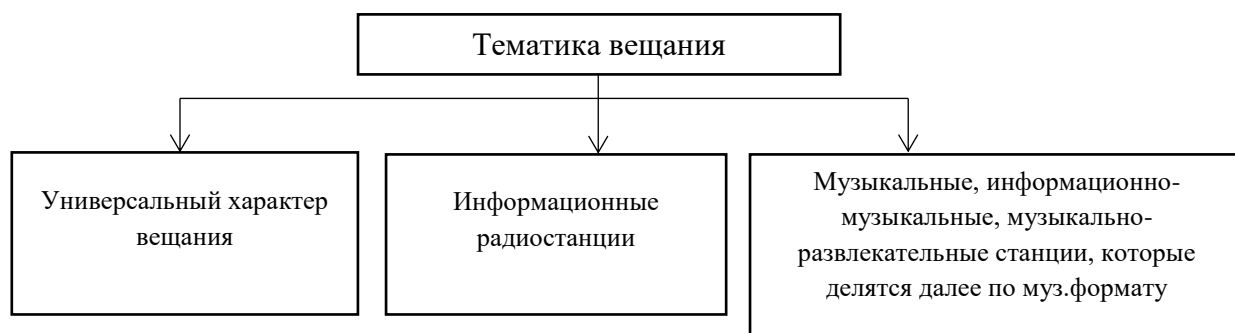 Тематика вещания
Универсальный характер
вещания
Информационные
радиостанции
Музыкальные, информационно-
музыкальные, музыкально-
развлекательные станции, которые
делятся далее по муз.формату